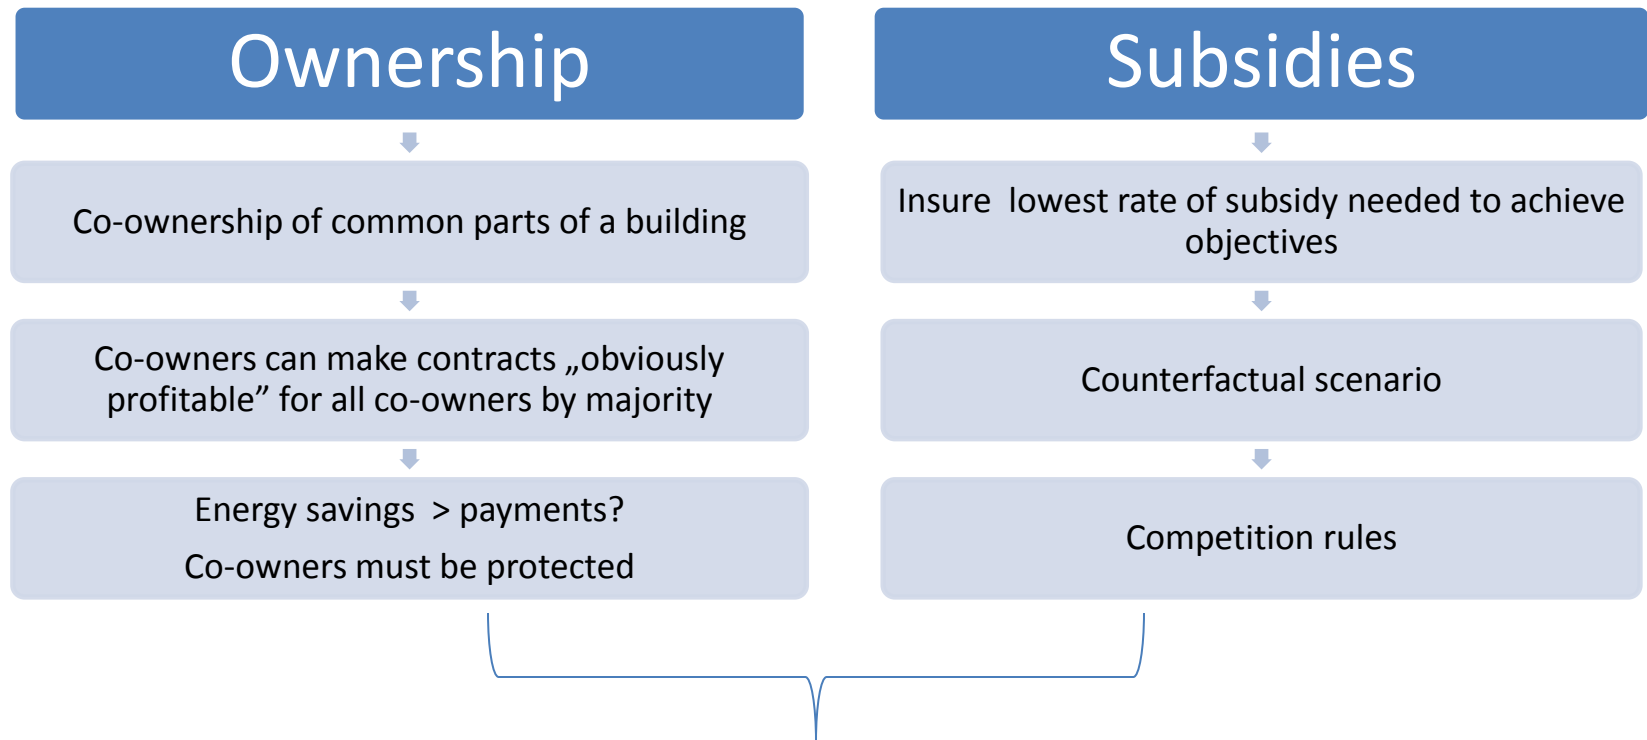 Ownership
Co-ownership of common parts of a building
Co-owners can make contracts „obviously
profitable” for all co-owners by majority
Energy savings > payments?
Co-owners must be protected
Subsidies
Insure lowest rate of subsidy needed to achieve
objectives
Counterfactual scenario
Competition rules